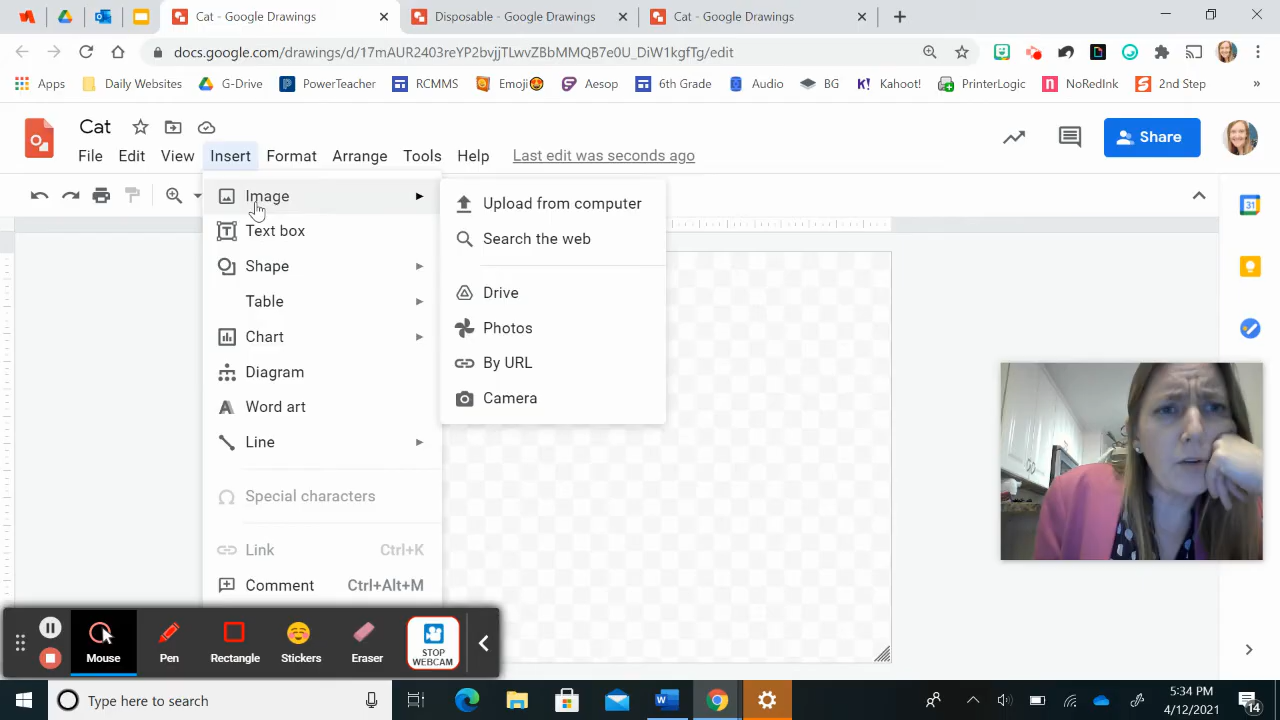 Cat - Google Drawings
Disposable - Google Drawings
Cat - Google Drawings
docs.google.com/drawings/d/17mAUR2403reYP2bvjjTLwvZBbMMQB7e0U_DiW1kgfTg/edit
Apps
Daily Websites
G-Drive
PowerTeacher
RCMMS
Emoji
Aesop
6th Grade
Audio
BG
Kahoot!
PrinterLogic
NoRedInk
2nd Step
»
Cat
Share
File
Edit
View
Insert
Format
Arrange
Tools
Help
Last edit was seconds ago
Image
Text box
Shape
Table
Chart
Diagram
Word art
Line
Special characters
Link Ctrl+K
Comment Ctrl+Alt+M
Upload from computer
Search the web
Drive
Photos
By URL
Camera
Mouse
Pen
Rectangle
Stickers
Eraser
STOP
WEBCAM
Type here to search
5:34 PM
4/12/2021
14